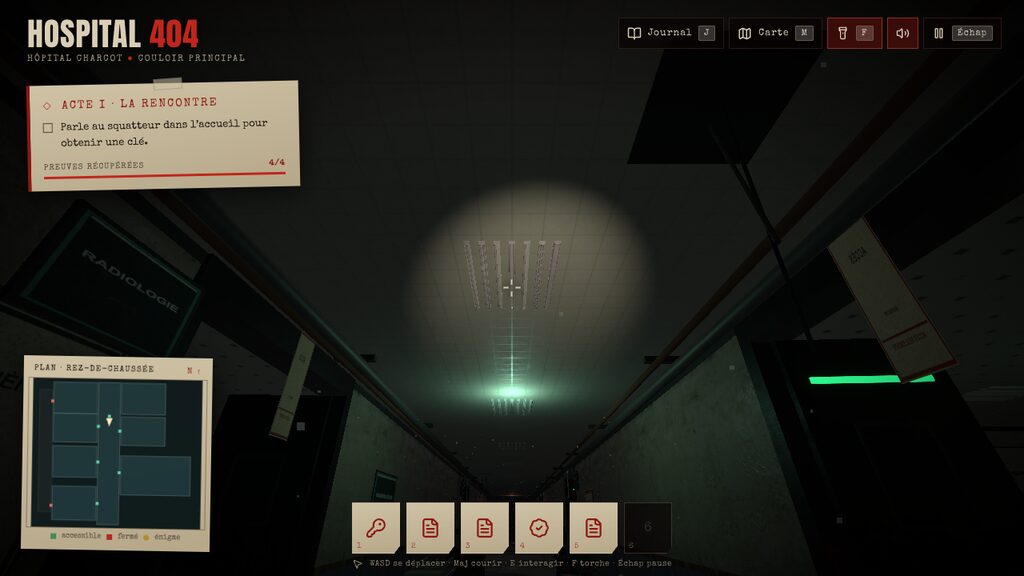 HOSPITAL 404
HÔPITAL CHARCOT • COULOIR PRINCIPAL
Journal J
Carte M
F
Échap
◇ ACTE I · LA RENCONTRE
Parle au squatteur dans l'accueil pour
obtenir une clé.
PREUVES RÉCUPÉRÉES 4/4
RADIOLOGIE
PLAN · REZ-DE-CHAUSSÉE N ↑
accessible fermé énigme
1 2 3 4 5 6 6
WASD se déplacer · Maj courir · E interagir · F torche · Échap pause